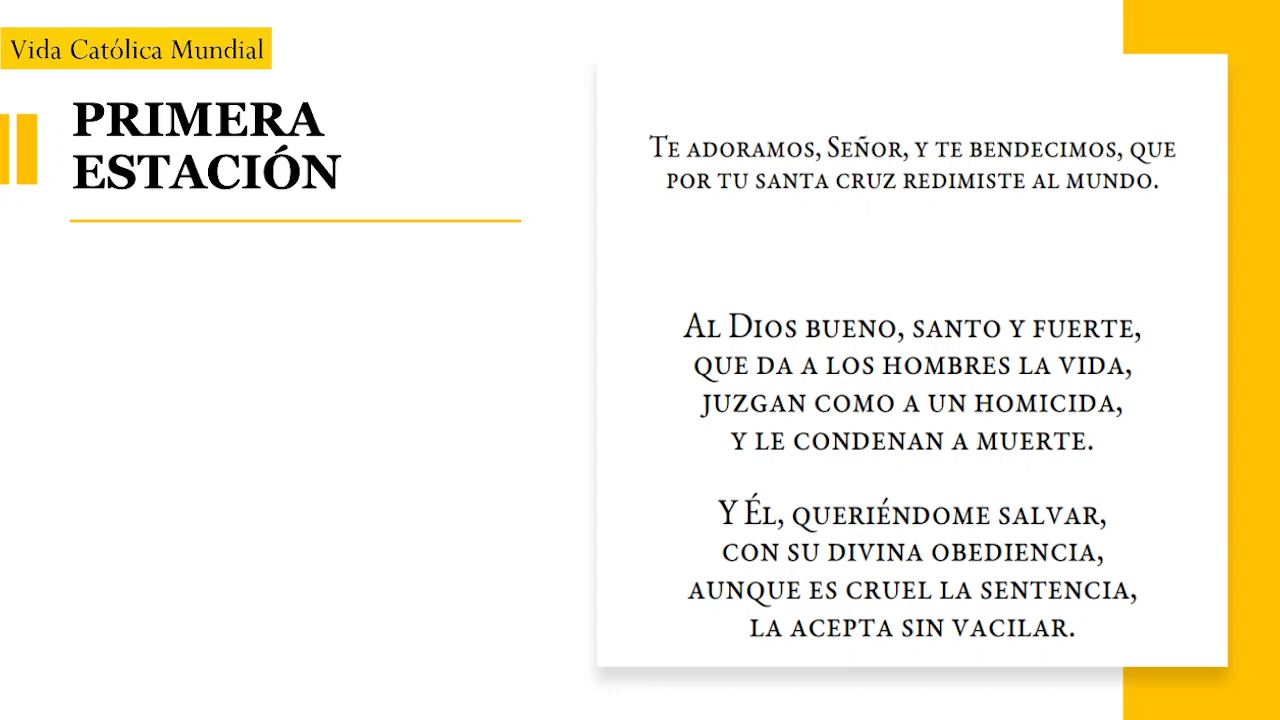 Vida Católica Mundial
PRIMERA
ESTACIÓN
Te adoramos, Señor, y te bendecimos, que
por tu santa cruz redimiste al mundo.
Al Dios bueno, santo y fuerte,
que da a los hombres la vida,
juzgan como a un homicida,
y le condenan a muerte.
Y Él, queriéndome salvar,
con su divina obediencia,
aunque es cruel la sentencia,
la acepta sin vacilar.